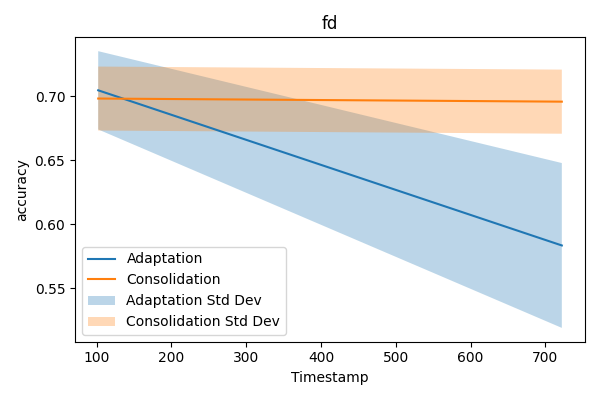 fd
accuracy
0.70
0.65
0.60
0.55
Adaptation
Consolidation
Adaptation Std Dev
Consolidation Std Dev
100 200 300 400 500 600 700
Timestamp